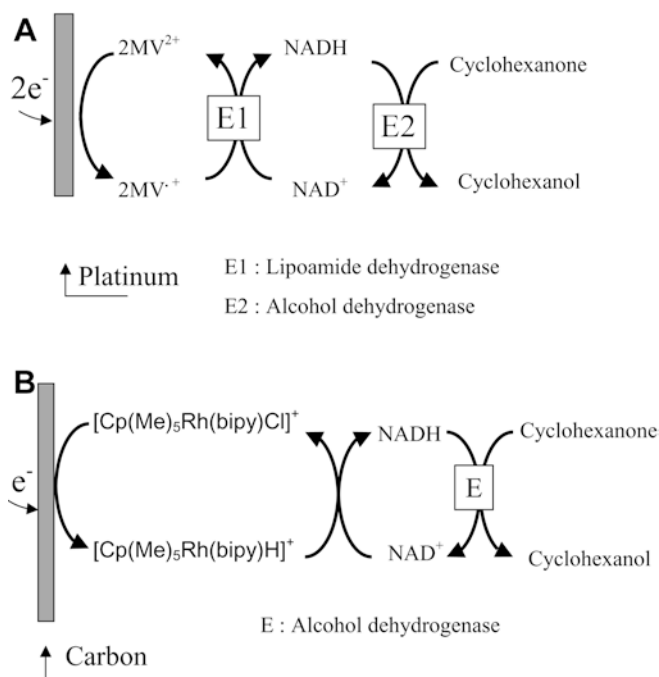 A
2MV²⁺ NADH Cyclohexanone
2e⁻
E1 E2
2MV·⁺ NAD⁺ Cyclohexanol
Platinum
E1 : Lipoamide dehydrogenase
E2 : Alcohol dehydrogenase
B
[Cp(Me)₅Rh(bipy)Cl]⁺ NADH Cyclohexanone
e⁻
E
[Cp(Me)₅Rh(bipy)H]⁺ NAD⁺ Cyclohexanol
E : Alcohol dehydrogenase
Carbon